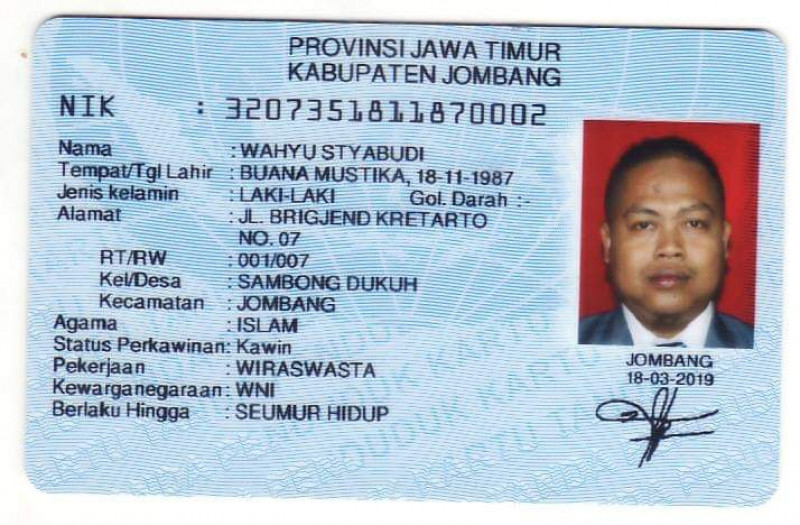 PROVINSI JAWA TIMUR
KABUPATEN JOMBANG
NIK : 3207351811870002
Nama : WAHYU STYABUDI
Tempat/Tgl Lahir : BUANA MUSTIKA, 18-11-1987
Jenis kelamin : LAKI-LAKI Gol. Darah :-
Alamat : JL. BRIGJEND KRETARTO
NO. 07
RT/RW : 001/007
Kel/Desa : SAMBONG DUKUH
Kecamatan : JOMBANG
Agama : ISLAM
Status Perkawinan: Kawin
Pekerjaan : WIRASWASTA
Kewarganegaraan: WNI
Berlaku Hingga : SEUMUR HIDUP
JOMBANG
18-03-2019